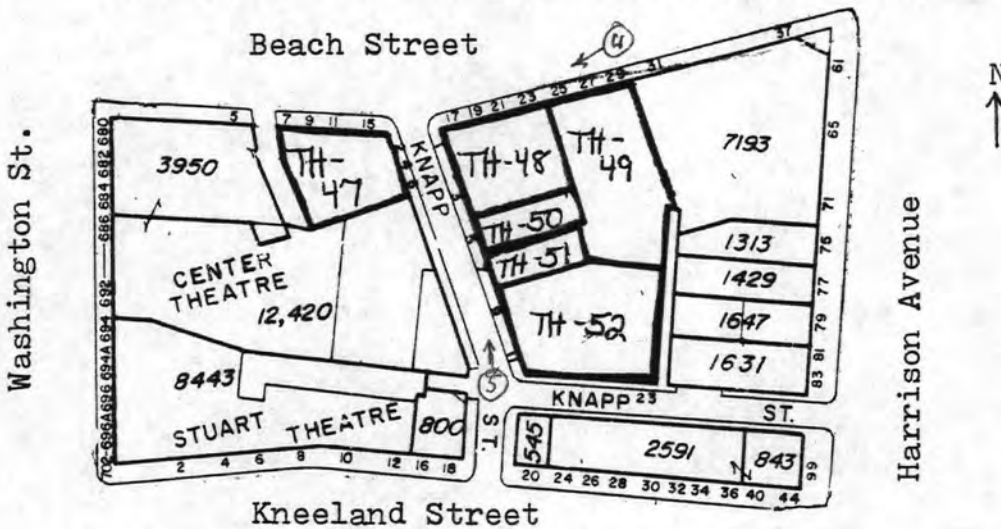 Beach Street
4
N
Washington St.
Harrison Avenue
5
7 9 11 15
17 19 21 23 25 27 29 31 37
61
65
71
75
77
79
81
83
99
680
682
684
686
692
694
694A
696
696A
702
3950
TH-47
KNAPP
TH-48
TH-49
7193
TH-50
TH-51
TH-52
1313
1429
1647
1631
CENTER
THEATRE
12,420
8443
STUART THEATRE
800
5
ST.
KNAPP 23 ST.
545
2591
843
2 4 6 8 10 12 16 18
20 24 26 28 30 32 34 36 40 44
Kneeland Street